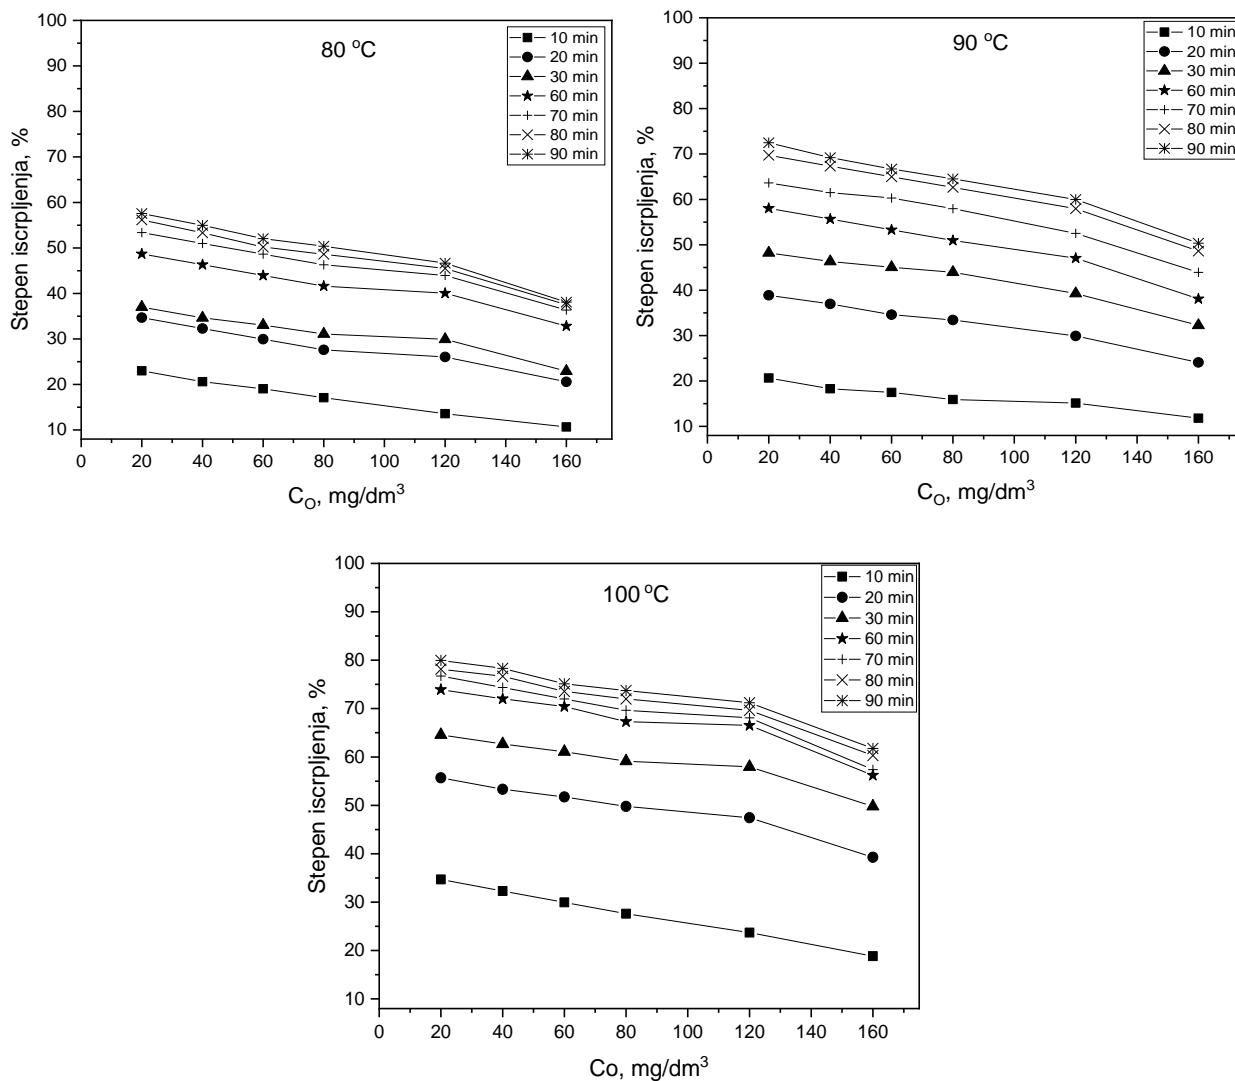 80 °C
10 min
20 min
30 min
60 min
70 min
80 min
90 min
Stepen iscrpljenja, %
100
90
80
70
60
50
40
30
20
10
0 20 40 60 80 100 120 140 160
C_O, mg/dm³
90 °C
10 min
20 min
30 min
60 min
70 min
80 min
90 min
Stepen iscrpljenja, %
100
90
80
70
60
50
40
30
20
10
0 20 40 60 80 100 120 140 160
C_O, mg/dm³
100 °C
10 min
20 min
30 min
60 min
70 min
80 min
90 min
Stepen iscrpljenja, %
100
90
80
70
60
50
40
30
20
10
0 20 40 60 80 100 120 140 160
Co, mg/dm³